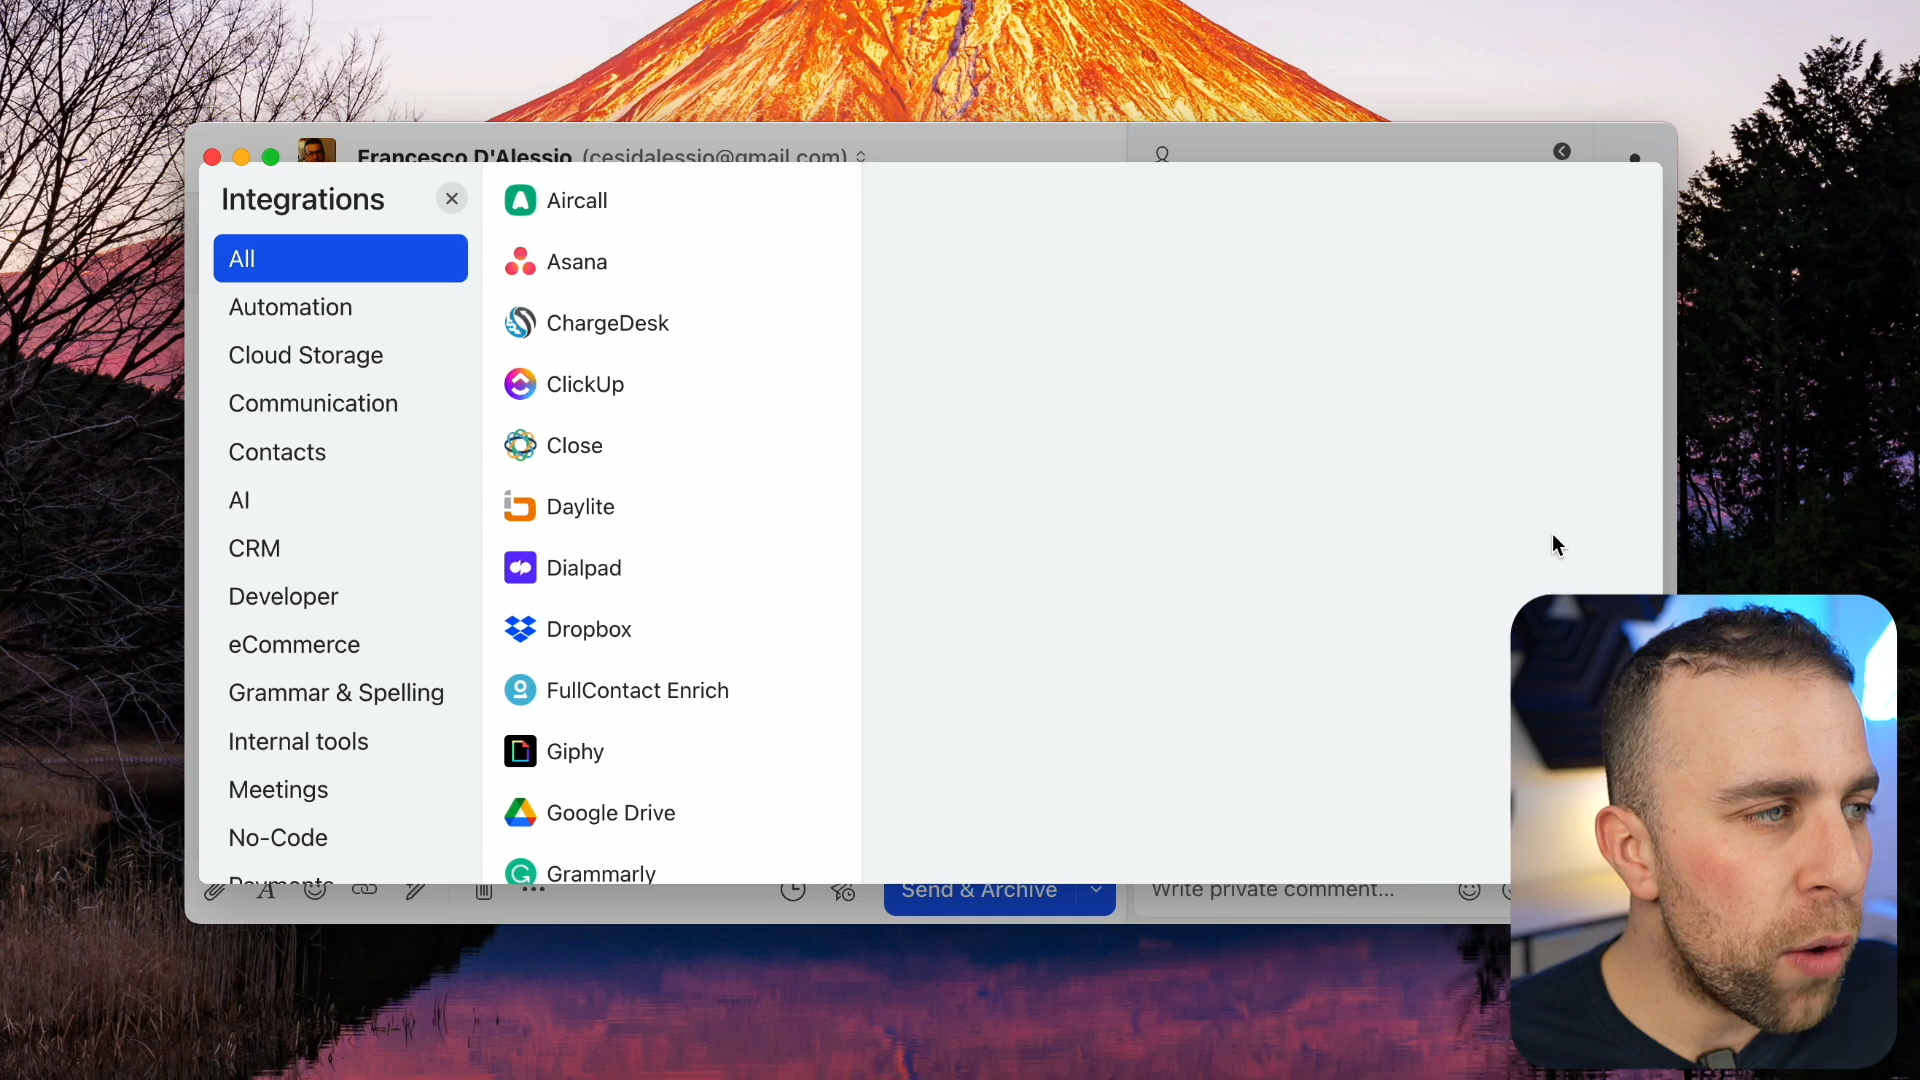 Francesco D'Alessio (cesidalessio@gmail.com)
Integrations
All
Automation
Cloud Storage
Communication
Contacts
AI
CRM
Developer
eCommerce
Grammar & Spelling
Internal tools
Meetings
No-Code
Payments
Aircall
Asana
ChargeDesk
ClickUp
Close
Daylite
Dialpad
Dropbox
FullContact Enrich
Giphy
Google Drive
Grammarly
Send & Archive
Write private comment...